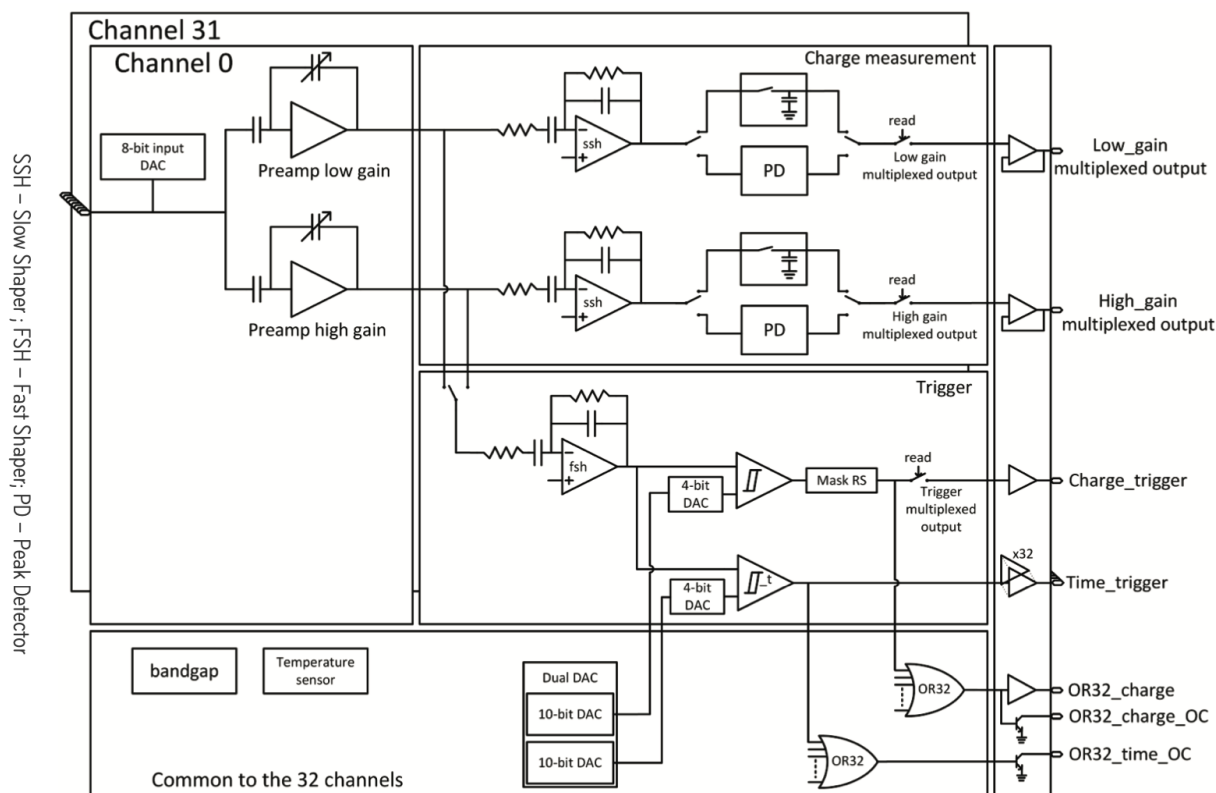 Channel 31
Channel 0
Charge measurement
8-bit input
DAC
Preamp low gain
ssh
−
+
PD
read
Low gain
multiplexed output
Low_gain
multiplexed output
Preamp high gain
ssh
−
+
PD
read
High gain
multiplexed output
High_gain
multiplexed output
SSH – Slow Shaper ; FSH – Fast Shaper; PD – Peak Detector
Trigger
fsh
−
+
4-bit
DAC
Mask RS
read
Trigger
multiplexed
output
Charge_trigger
4-bit
DAC
_t
x32
Time_trigger
bandgap
Temperature
sensor
Dual DAC
10-bit DAC
10-bit DAC
OR32
OR32_charge
OR32_charge_OC
OR32
OR32_time_OC
Common to the 32 channels